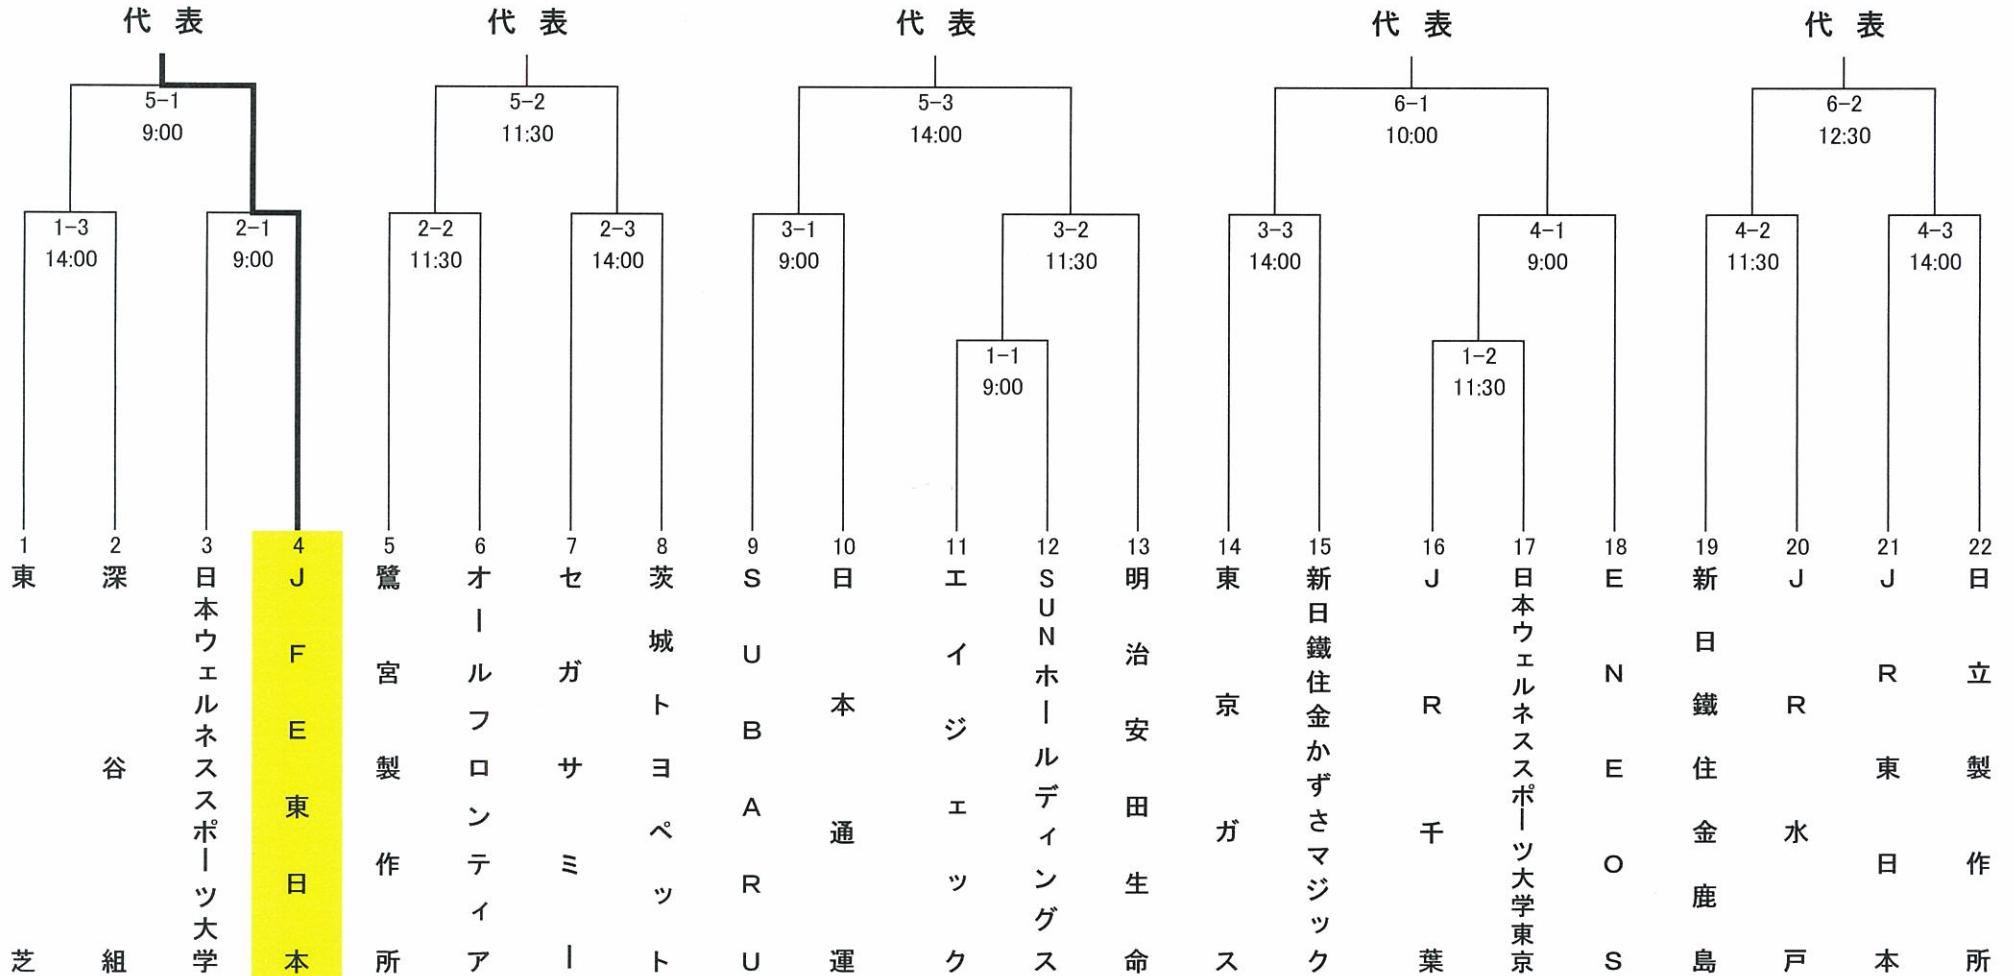 代表 代表 代表 代表 代表
5-1 5-2 5-3 6-1 6-2
9:00 11:30 14:00 10:00 12:30
1-3 2-1 2-2 2-3 3-1 3-2 3-3 4-1 4-2 4-3
14:00 9:00 11:30 14:00 9:00 11:30 14:00 9:00 11:30 14:00
1-1 1-2
9:00 11:30
1 2 3 4 5 6 7 8 9 10 11 12 13 14 15 16 17 18 19 20 21 22
東芝
深谷組
日本ウェルネススポーツ大学
JFE東日本
鷺宮製作所
オールフロンティア
セガサミー
茨城トヨペット
SUBARU
日本通運
エイジェック
SUNホールディングス
明治安田生命
東京ガス
新日鐵住金かずさマジック
JR千葉
日本ウェルネススポーツ大学東京
ENEOS
新日鐵住金鹿島
JR水戸
JR東日本
日立製作所